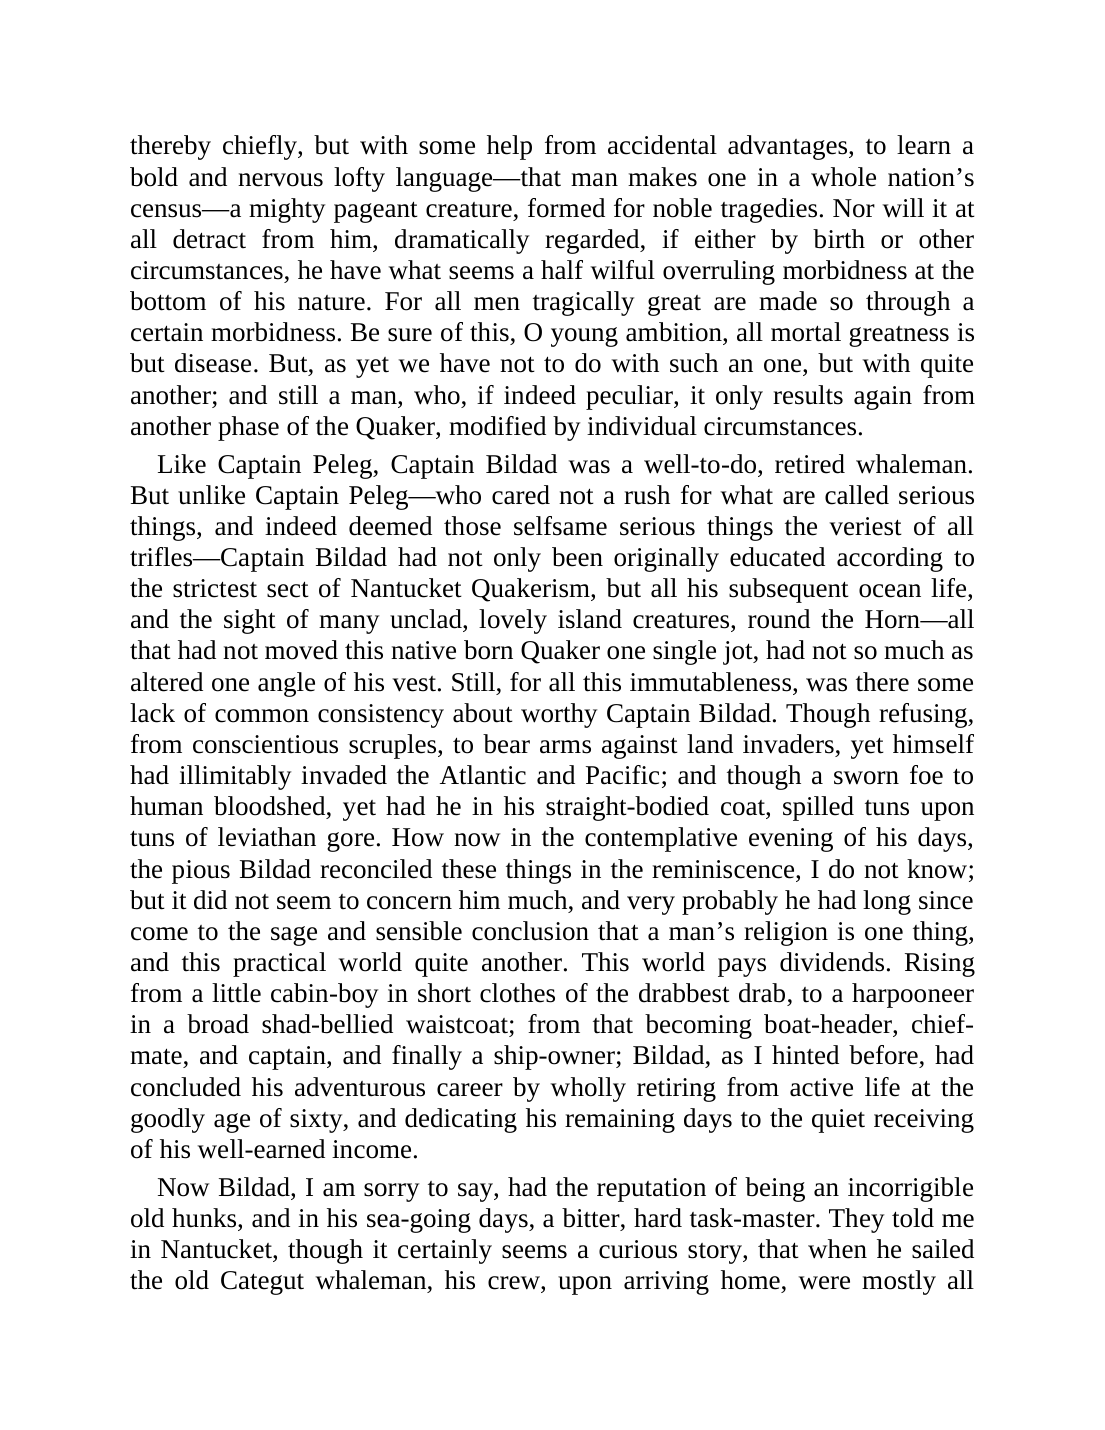 thereby chiefly, but with some help from accidental advantages, to learn a
bold and nervous lofty language—that man makes one in a whole nation’s
census—a mighty pageant creature, formed for noble tragedies. Nor will it at
all detract from him, dramatically regarded, if either by birth or other
circumstances, he have what seems a half wilful overruling morbidness at the
bottom of his nature. For all men tragically great are made so through a
certain morbidness. Be sure of this, O young ambition, all mortal greatness is
but disease. But, as yet we have not to do with such an one, but with quite
another; and still a man, who, if indeed peculiar, it only results again from
another phase of the Quaker, modified by individual circumstances.
Like Captain Peleg, Captain Bildad was a well-to-do, retired whaleman.
But unlike Captain Peleg—who cared not a rush for what are called serious
things, and indeed deemed those selfsame serious things the veriest of all
trifles—Captain Bildad had not only been originally educated according to
the strictest sect of Nantucket Quakerism, but all his subsequent ocean life,
and the sight of many unclad, lovely island creatures, round the Horn—all
that had not moved this native born Quaker one single jot, had not so much as
altered one angle of his vest. Still, for all this immutableness, was there some
lack of common consistency about worthy Captain Bildad. Though refusing,
from conscientious scruples, to bear arms against land invaders, yet himself
had illimitably invaded the Atlantic and Pacific; and though a sworn foe to
human bloodshed, yet had he in his straight-bodied coat, spilled tuns upon
tuns of leviathan gore. How now in the contemplative evening of his days,
the pious Bildad reconciled these things in the reminiscence, I do not know;
but it did not seem to concern him much, and very probably he had long since
come to the sage and sensible conclusion that a man’s religion is one thing,
and this practical world quite another. This world pays dividends. Rising
from a little cabin-boy in short clothes of the drabbest drab, to a harpooneer
in a broad shad-bellied waistcoat; from that becoming boat-header, chief-
mate, and captain, and finally a ship-owner; Bildad, as I hinted before, had
concluded his adventurous career by wholly retiring from active life at the
goodly age of sixty, and dedicating his remaining days to the quiet receiving
of his well-earned income.
Now Bildad, I am sorry to say, had the reputation of being an incorrigible
old hunks, and in his sea-going days, a bitter, hard task-master. They told me
in Nantucket, though it certainly seems a curious story, that when he sailed
the old Categut whaleman, his crew, upon arriving home, were mostly all